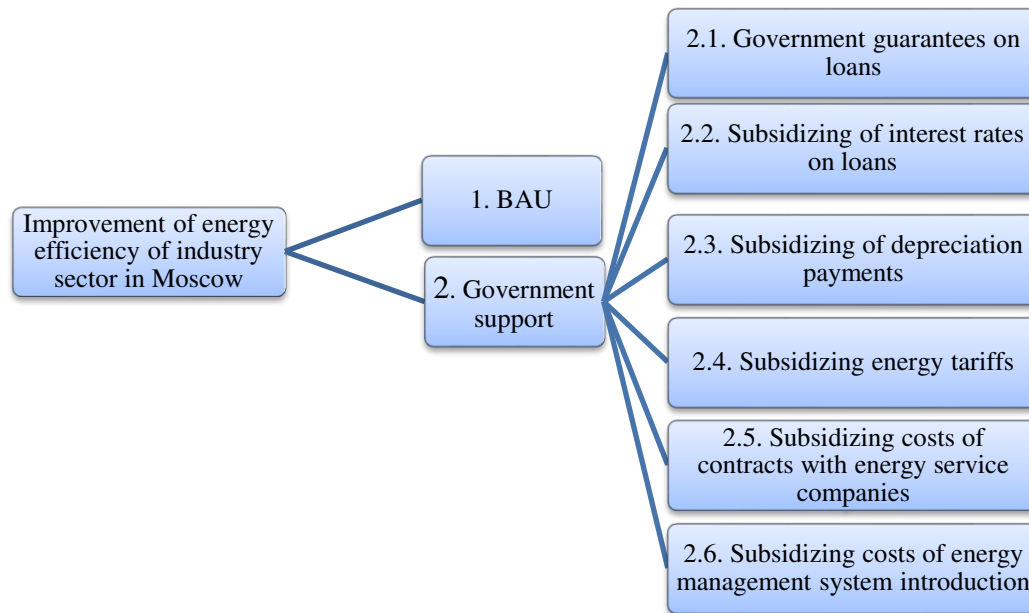 Improvement of energy
efficiency of industry
sector in Moscow
1. BAU
2. Government
support
2.1. Government guarantees on
loans
2.2. Subsidizing of interest rates
on loans
2.3. Subsidizing of depreciation
payments
2.4. Subsidizing energy tariffs
2.5. Subsidizing costs of
contracts with energy service
companies
2.6. Subsidizing costs of energy
management system introduction